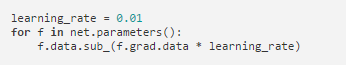 learning_rate = 0.01
for f in net.parameters():
    f.data.sub_(f.grad.data * learning_rate)